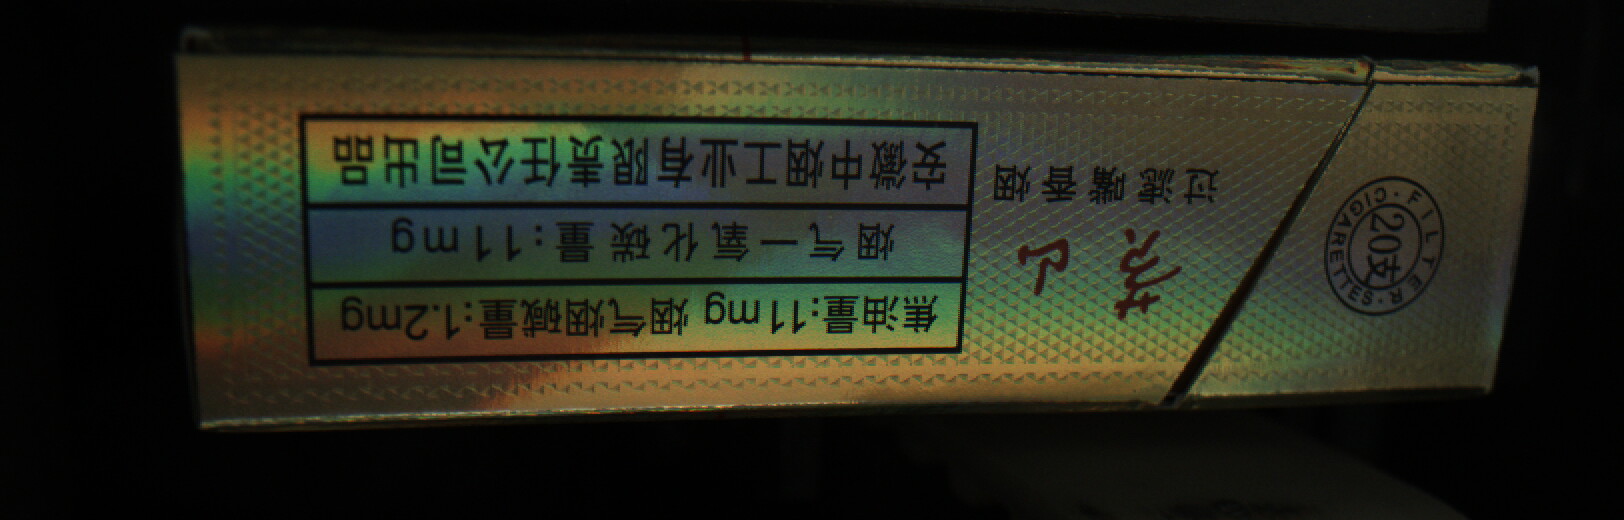 FILTER·CIGARETTES·
20支
黄山
过滤嘴香烟
焦油量:11mg 烟气烟碱量:1.2mg
烟气一氧化碳量:11mg
安徽中烟工业有限责任公司出品